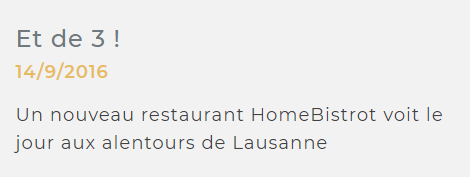 Et de 3 !
14/9/2016
Un nouveau restaurant HomeBistrot voit le
jour aux alentours de Lausanne